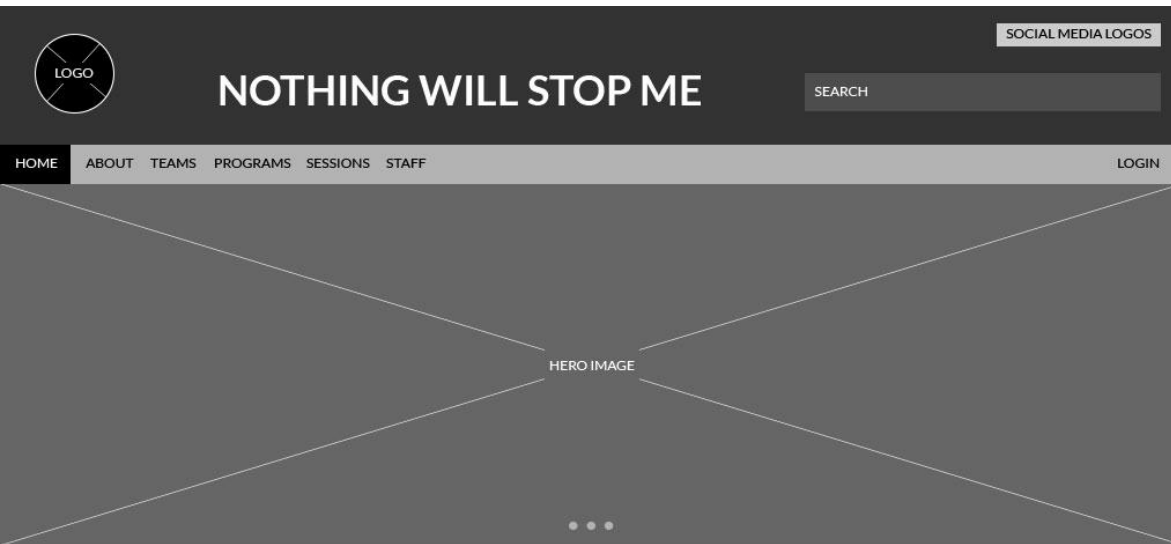 SOCIAL MEDIA LOGOS
LOGO
NOTHING WILL STOP ME
SEARCH
HOME ABOUT TEAMS PROGRAMS SESSIONS STAFF LOGIN
HERO IMAGE